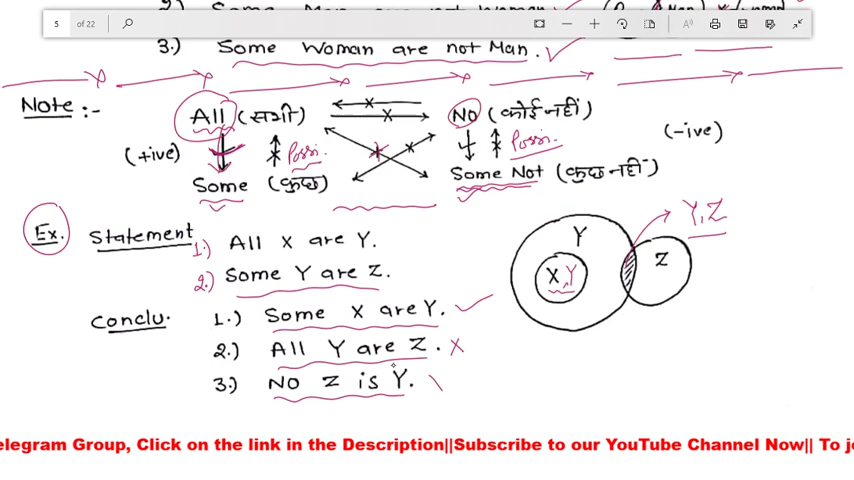 5 of 22
3.) Some Woman are not Man.
Note :- All (सभी) NO (कोई नहीं)
(+ive) Possi. Possi. (-ive)
Some (कुछ) Some Not (कुछ नहीं)
Ex. Statement 1.) All X are Y.
2.) Some Y are Z.
Conclu. 1.) Some X are Y.
2.) All Y are Z. X
3.) NO Z is Y.
Y Y,Z
X,Y Z
elegram Group, Click on the link in the Description||Subscribe to our YouTube Channel Now|| To jo